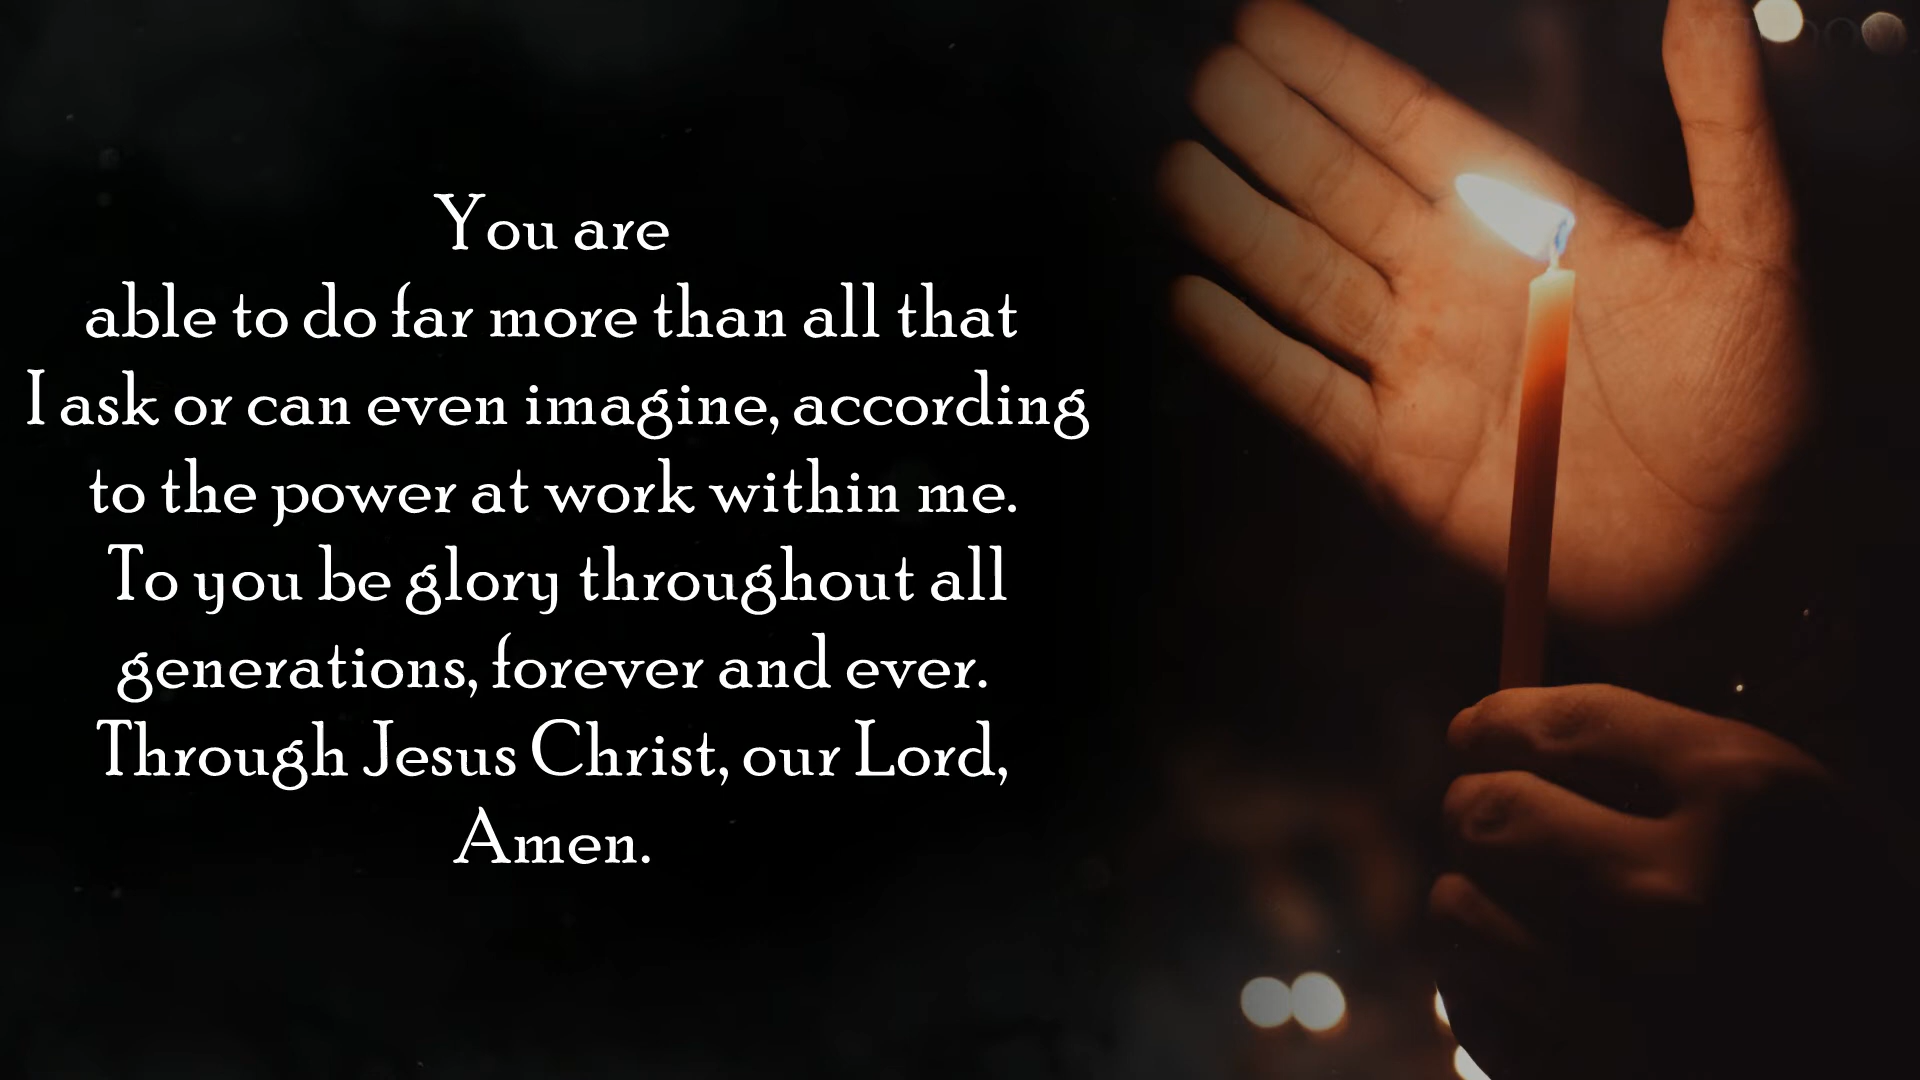 You are
able to do far more than all that
I ask or can even imagine, according
to the power at work within me.
To you be glory throughout all
generations, forever and ever.
Through Jesus Christ, our Lord,
Amen.